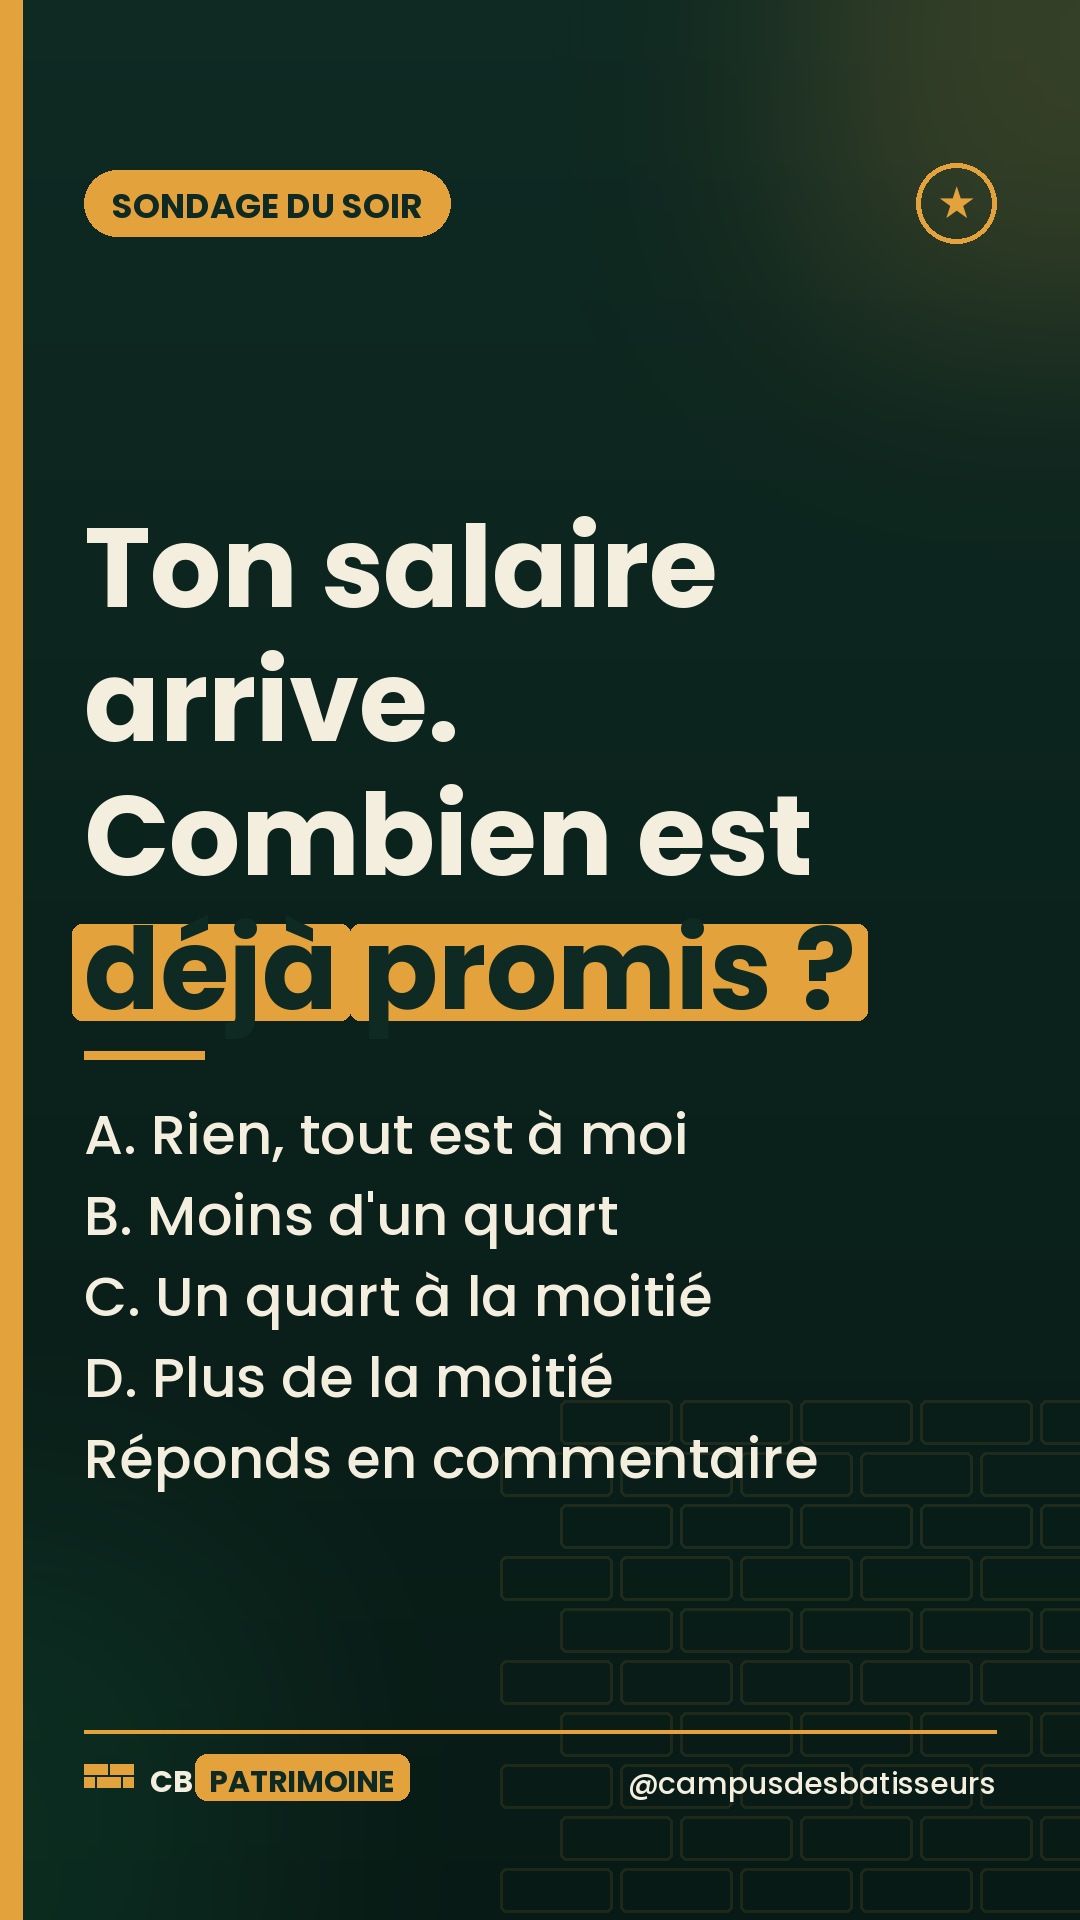 SONDAGE DU SOIR
Ton salaire
arrive.
Combien est
déjà promis ?
A. Rien, tout est à moi
B. Moins d'un quart
C. Un quart à la moitié
D. Plus de la moitié
Réponds en commentaire
CB PATRIMOINE
@campusdesbatisseurs